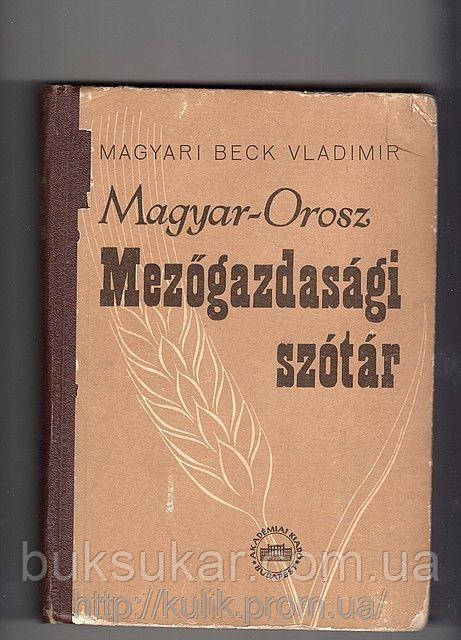 MAGYARI BECK VLADIMIR
Magyar-Orosz
Mezőgazdasági
szótár
AKADÉMIAI KIADÓ
BUDAPEST
buksukar.com.ua
http://kulik.prom.ua/